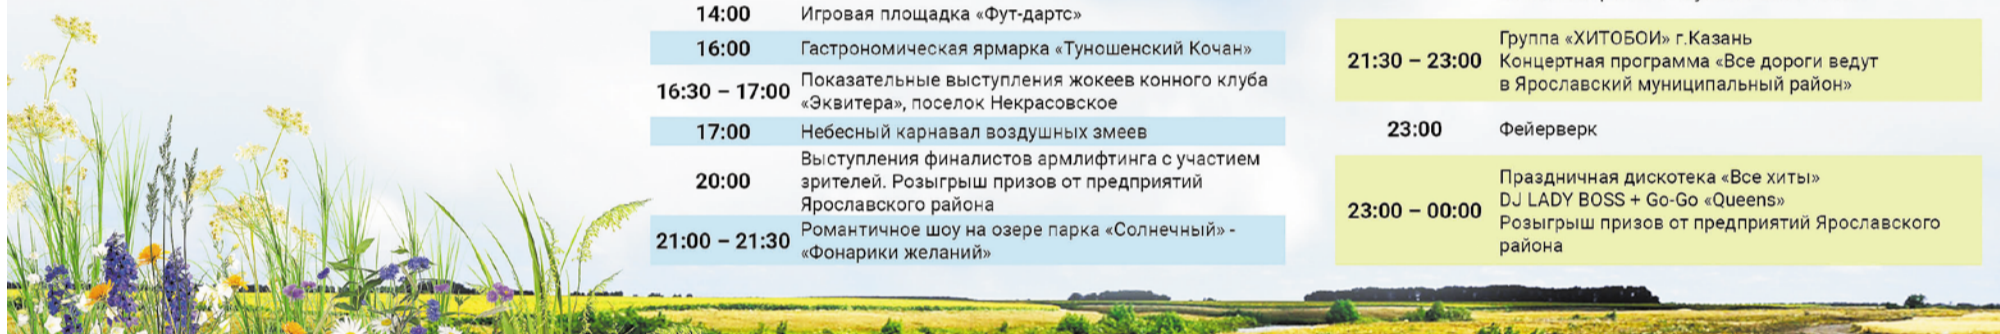 14:00 Игровая площадка «Фут-дартс»
16:00 Гастрономическая ярмарка «Туношенский Кочан»
16:30 – 17:00 Показательные выступления жокеев конного клуба
«Эквитера», поселок Некрасовское
17:00 Небесный карнавал воздушных змеев
20:00 Выступления финалистов армлифтинга с участием
зрителей. Розыгрыш призов от предприятий
Ярославского района
21:00 – 21:30 Романтичное шоу на озере парка «Солнечный» -
«Фонарики желаний»
21:30 – 23:00 Группа «ХИТОБОИ» г.Казань
Концертная программа «Все дороги ведут
в Ярославский муниципальный район»
23:00 Фейерверк
23:00 – 00:00 Праздничная дискотека «Все хиты»
DJ LADY BOSS + Go-Go «Queens»
Розыгрыш призов от предприятий Ярославского
района